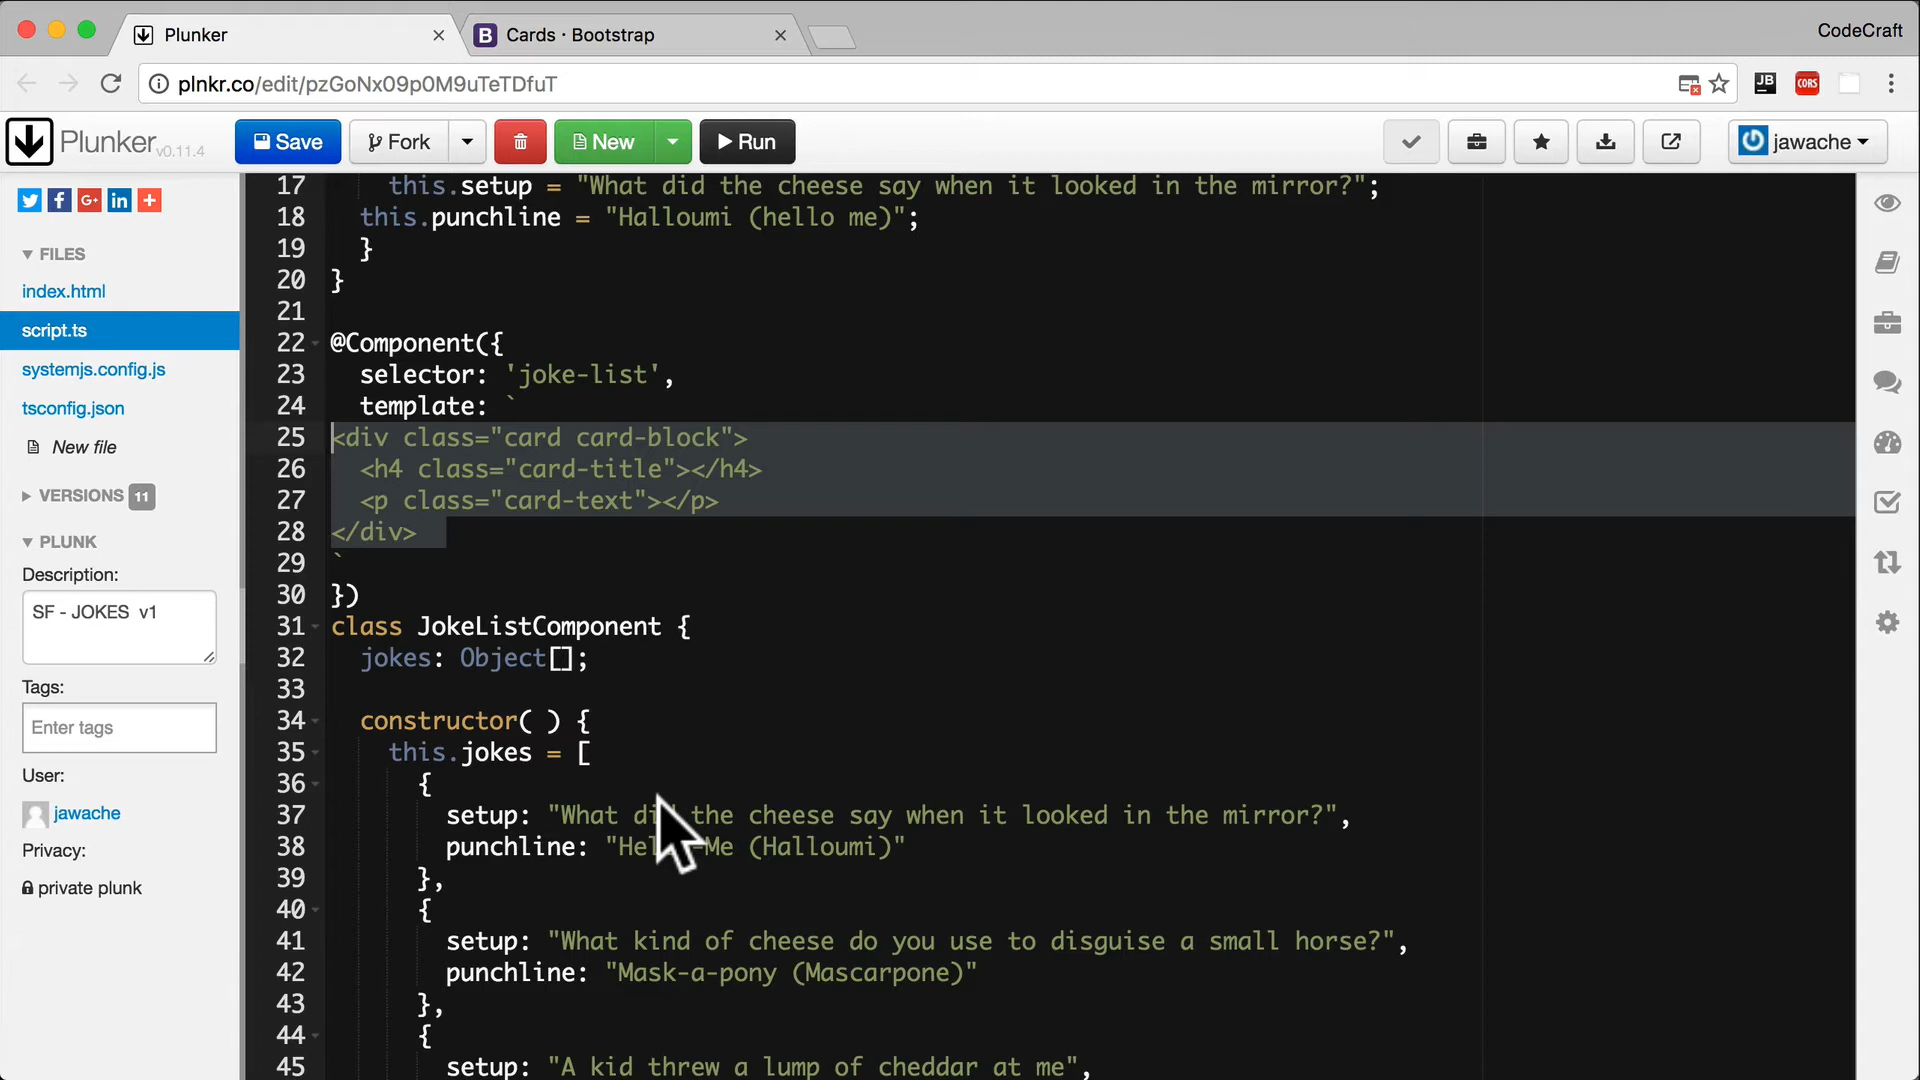 Plunker
Cards · Bootstrap
CodeCraft
plnkr.co/edit/pzGoNx09p0M9uTeTDfuT
JB
CORS
Plunker v0.11.4
Save
Fork
New
Run
jawache
FILES
index.html
script.ts
systemjs.config.js
tsconfig.json
New file
VERSIONS 11
PLUNK
Description:
SF - JOKES v1
Tags:
Enter tags
User:
jawache
Privacy:
private plunk
17 this.setup = "What did the cheese say when it looked in the mirror?";
18 this.punchline = "Halloumi (hello me)";
19 }
20 }
21
22 @Component({
23 selector: 'joke-list',
24 template: `
25 <div class="card card-block">
26 <h4 class="card-title"></h4>
27 <p class="card-text"></p>
28 </div>
29 `
30 })
31 class JokeListComponent {
32 jokes: Object[];
33
34 constructor( ) {
35 this.jokes = [
36 {
37 setup: "What did the cheese say when it looked in the mirror?",
38 punchline: "Hello-Me (Halloumi)"
39 },
40 {
41 setup: "What kind of cheese do you use to disguise a small horse?",
42 punchline: "Mask-a-pony (Mascarpone)"
43 },
44 {
45 setup: "A kid threw a lump of cheddar at me",